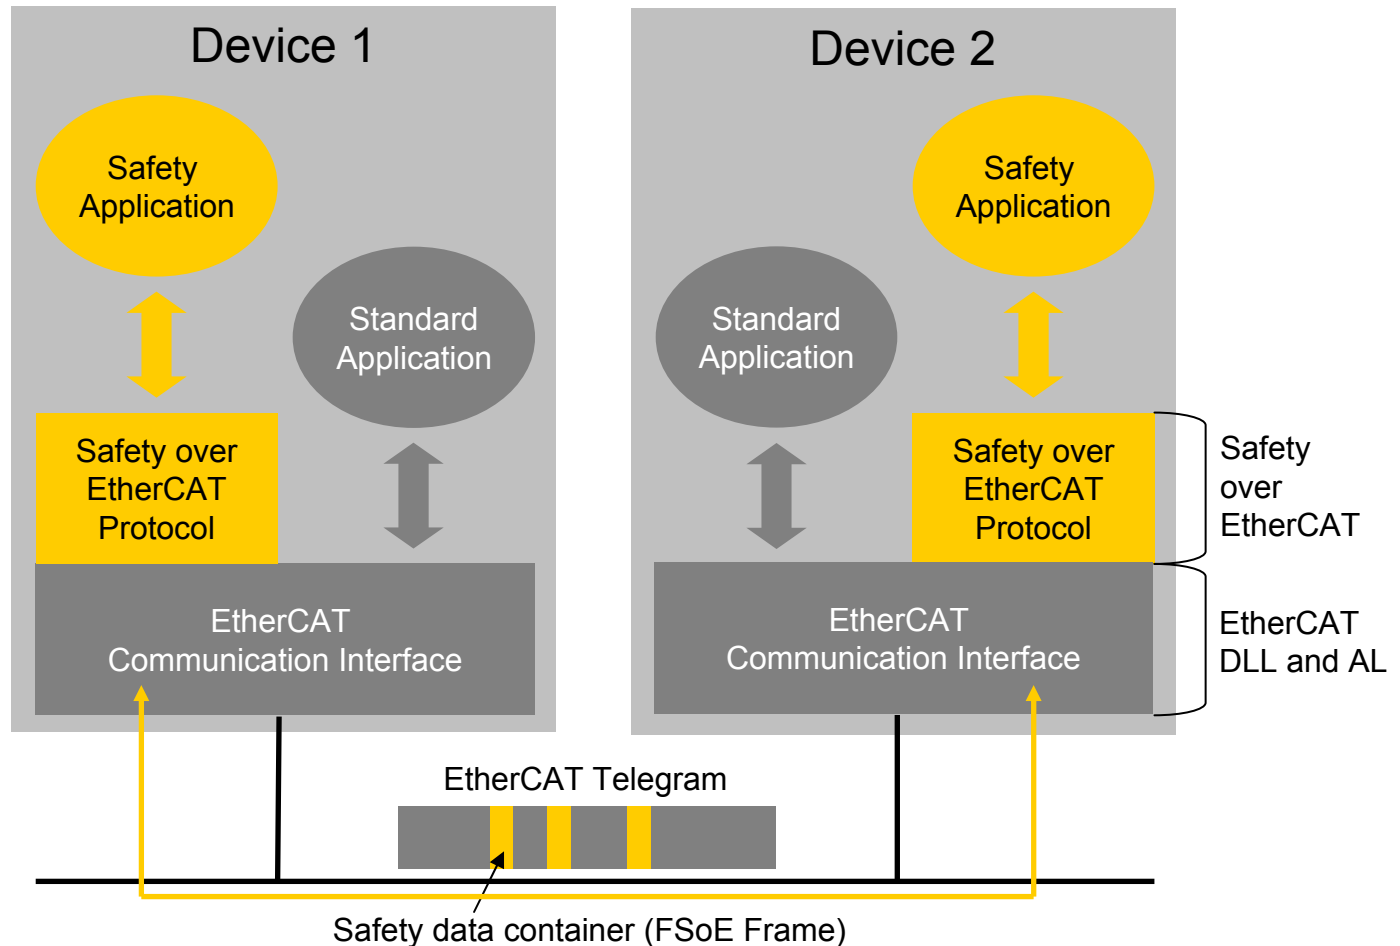 Device 1
Safety
Application
Standard
Application
Safety over
EtherCAT
Protocol
EtherCAT
Communication Interface
Device 2
Safety
Application
Standard
Application
Safety over
EtherCAT
Protocol
EtherCAT
Communication Interface
Safety
over
EtherCAT
EtherCAT
DLL and AL
EtherCAT Telegram
Safety data container (FSoE Frame)